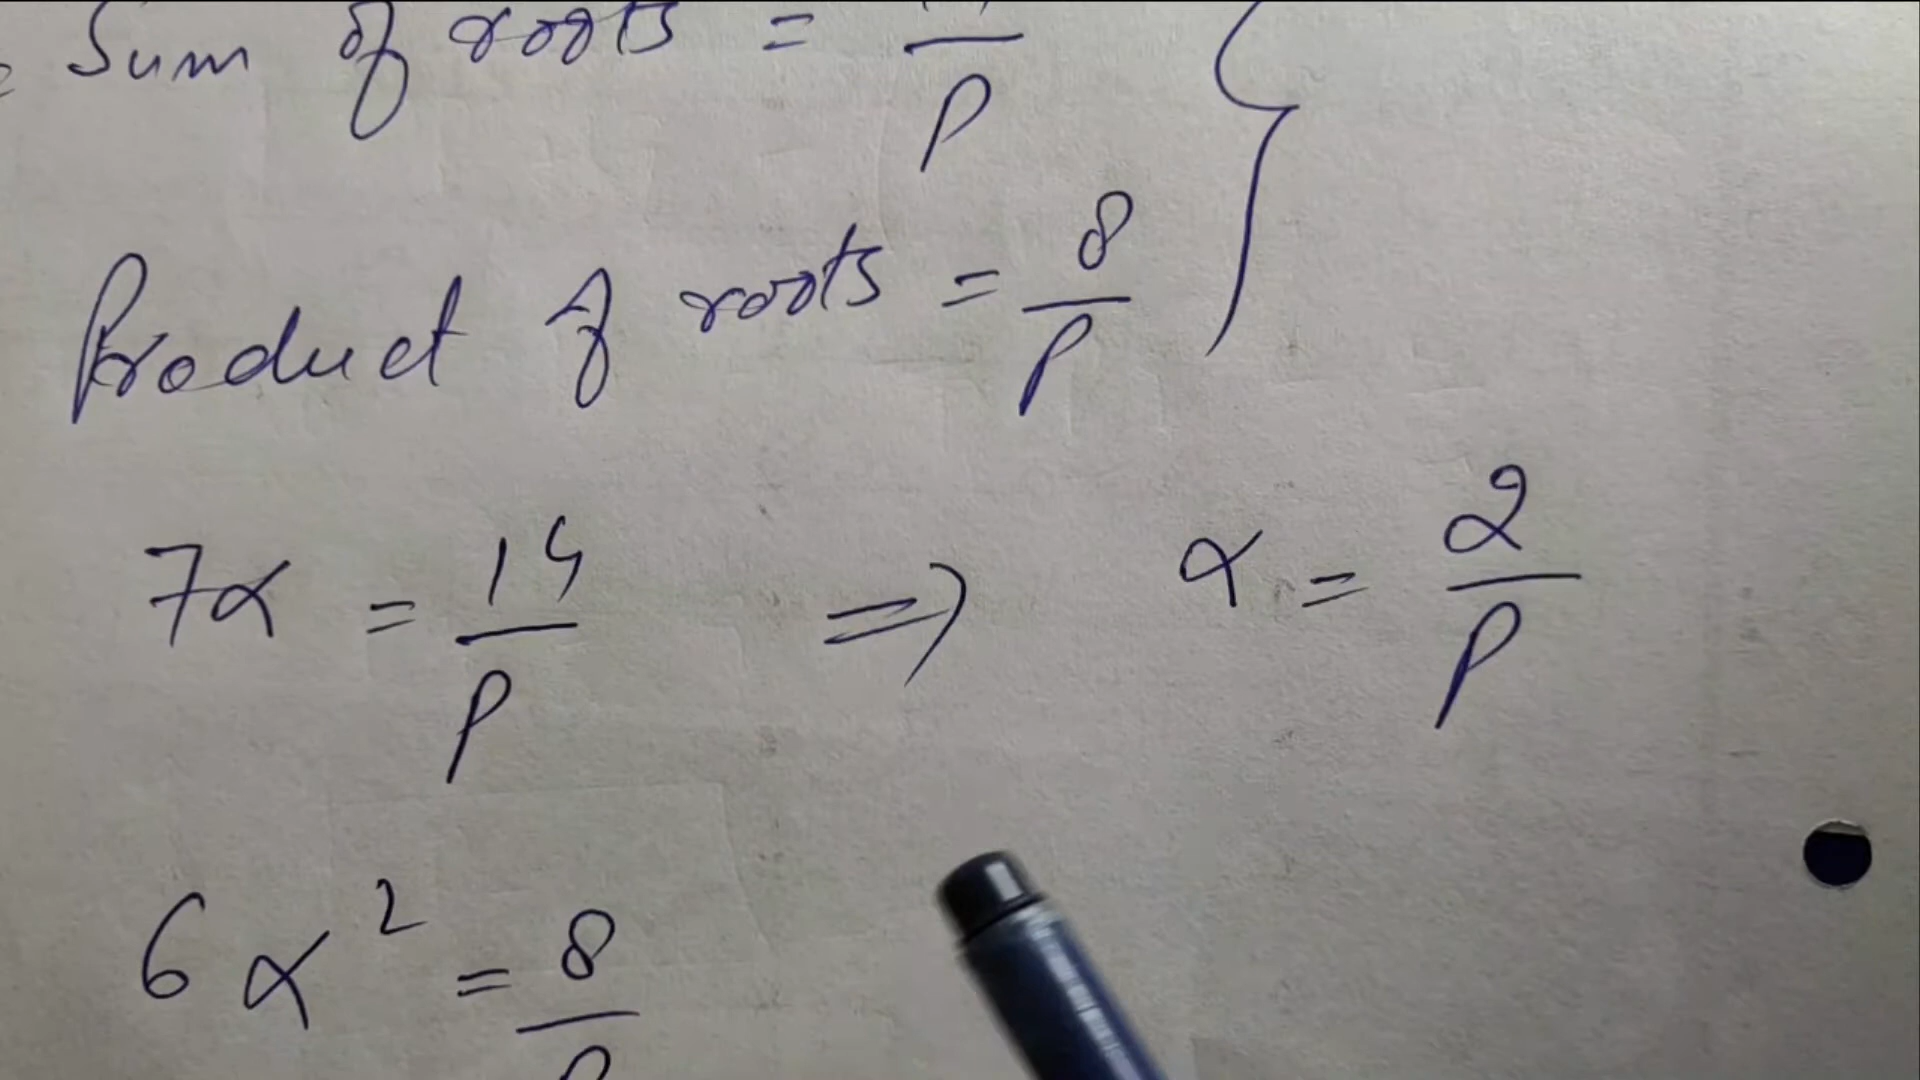 Sum of roots = /P
Product of roots = 8/P
7α = 14/P ⇒ α = 2/P
6α² = 8/P